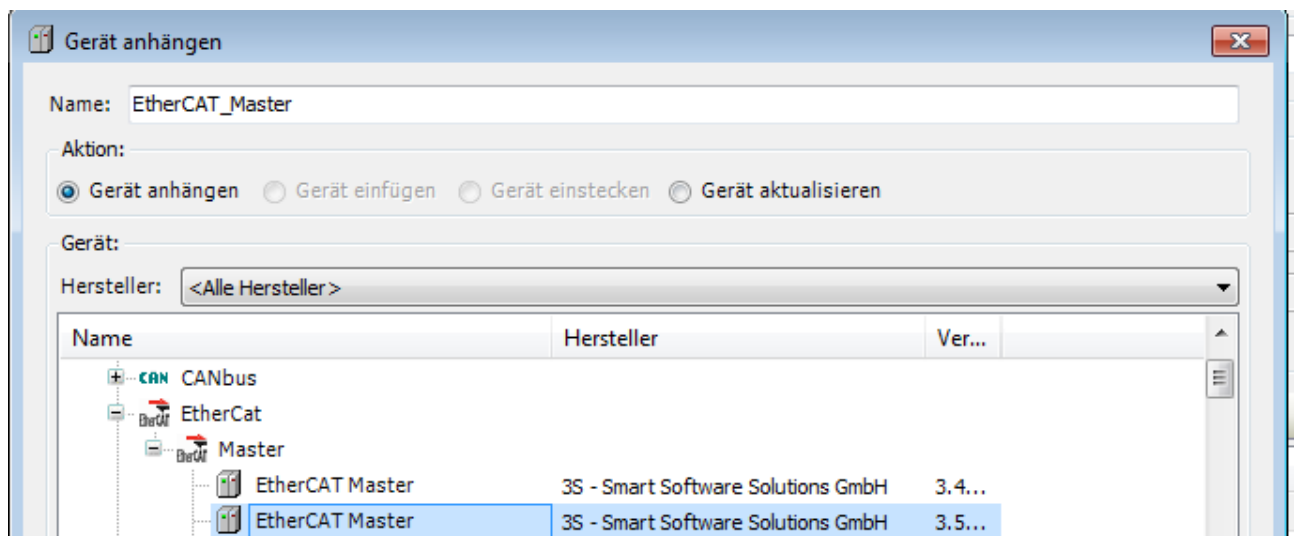 Gerät anhängen
Name: EtherCAT_Master
Aktion:
Gerät anhängen Gerät einfügen Gerät einstecken Gerät aktualisieren
Gerät:
Hersteller: <Alle Hersteller>
Name Hersteller Ver...
CAN CANbus
EtherCAT EtherCat
EtherCAT Master
EtherCAT Master 3S - Smart Software Solutions GmbH 3.4...
EtherCAT Master 3S - Smart Software Solutions GmbH 3.5...